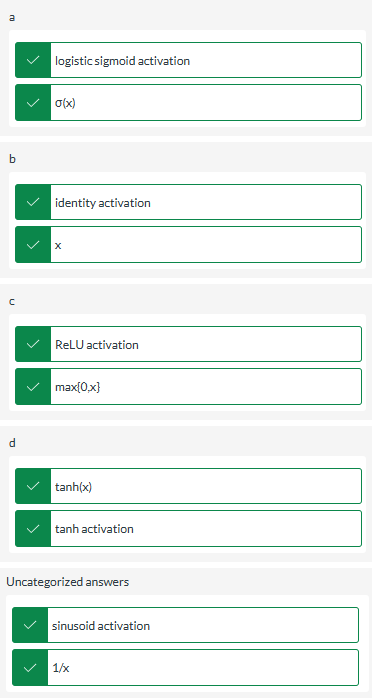 a
logistic sigmoid activation
σ(x)
b
identity activation
x
c
ReLU activation
max{0,x}
d
tanh(x)
tanh activation
Uncategorized answers
sinusoid activation
1/x